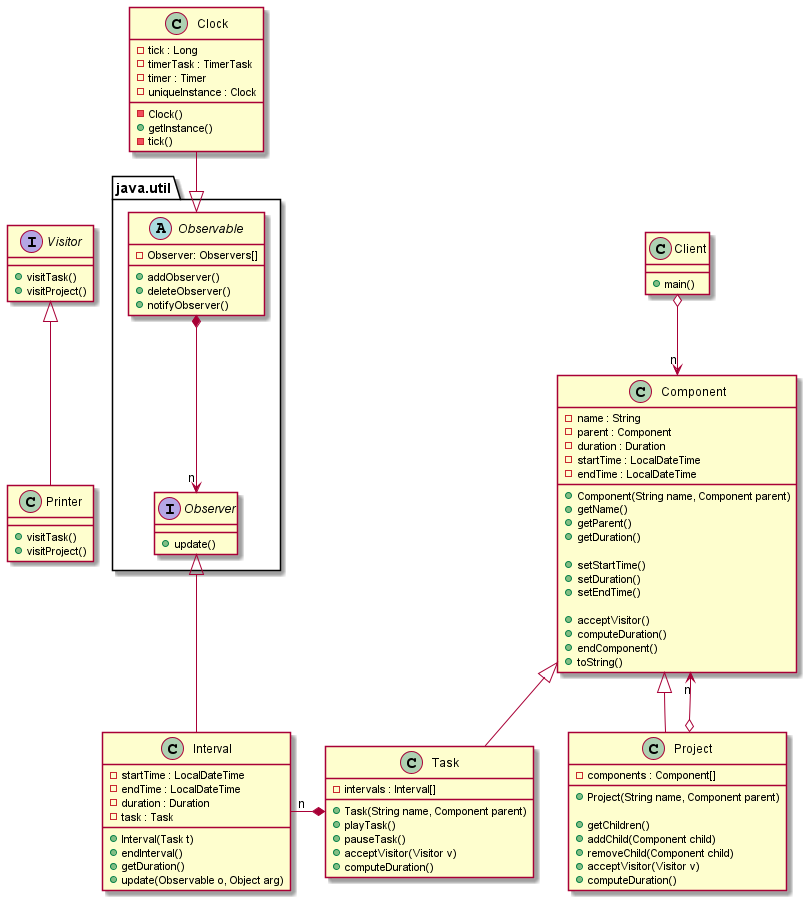 C Clock
tick : Long
timerTask : TimerTask
timer : Timer
uniqueInstance : Clock
Clock()
getInstance()
tick()
java.util
A Observable
Observer: Observers[]
addObserver()
deleteObserver()
notifyObserver()
I Visitor
visitTask()
visitProject()
C Client
main()
n
n
C Component
name : String
parent : Component
duration : Duration
startTime : LocalDateTime
endTime : LocalDateTime
Component(String name, Component parent)
getName()
getParent()
getDuration()
setStartTime()
setDuration()
setEndTime()
acceptVisitor()
computeDuration()
endComponent()
toString()
C Printer
visitTask()
visitProject()
I Observer
update()
n
C Interval
startTime : LocalDateTime
endTime : LocalDateTime
duration : Duration
task : Task
Interval(Task t)
endInterval()
getDuration()
update(Observable o, Object arg)
n
C Task
intervals : Interval[]
Task(String name, Component parent)
playTask()
pauseTask()
acceptVisitor(Visitor v)
computeDuration()
C Project
components : Component[]
Project(String name, Component parent)
getChildren()
addChild(Component child)
removeChild(Component child)
acceptVisitor(Visitor v)
computeDuration()